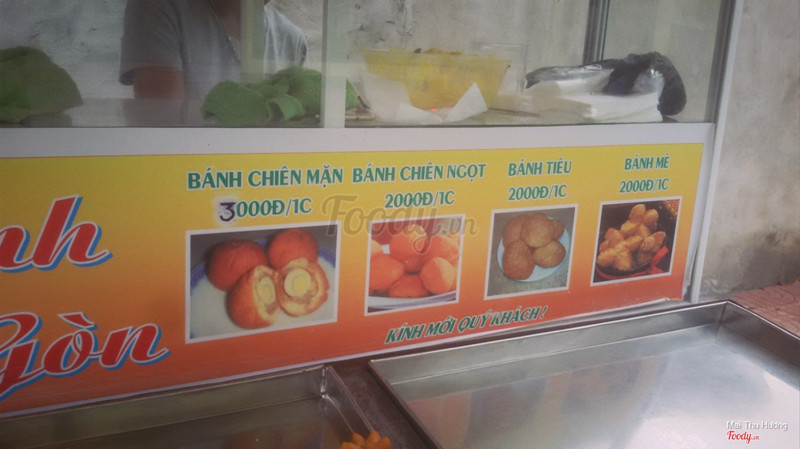 BÁNH CHIÊN MẶN
3000Đ/1C
BÁNH CHIÊN NGỌT
2000Đ/1C
BÁNH TIÊU
2000Đ/1C
BÁNH MÈ
2000Đ/1C
Foody.vn
Gòn
KÍNH MỜI QUÝ KHÁCH !
Mai Thu Hương
Foody.vn